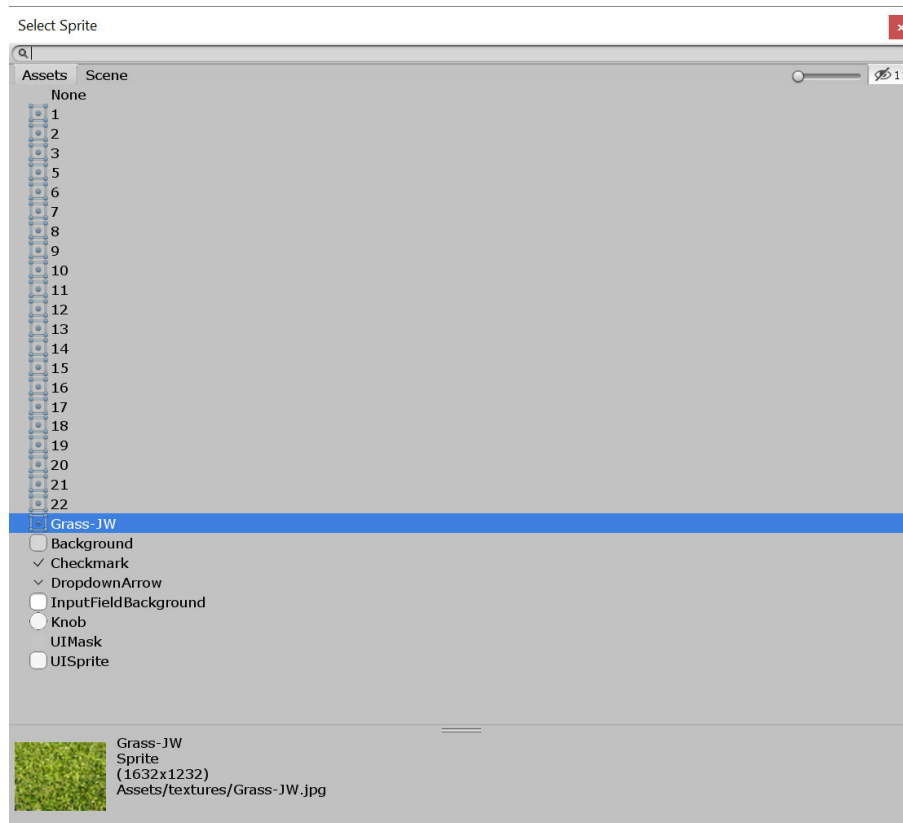 Select Sprite
Assets Scene
None
1
2
3
5
6
7
8
9
10
11
12
13
14
15
16
17
18
19
20
21
22
Grass-JW
Background
Checkmark
DropdownArrow
InputFieldBackground
Knob
UIMask
UISprite
Grass-JW
Sprite
(1632x1232)
Assets/textures/Grass-JW.jpg